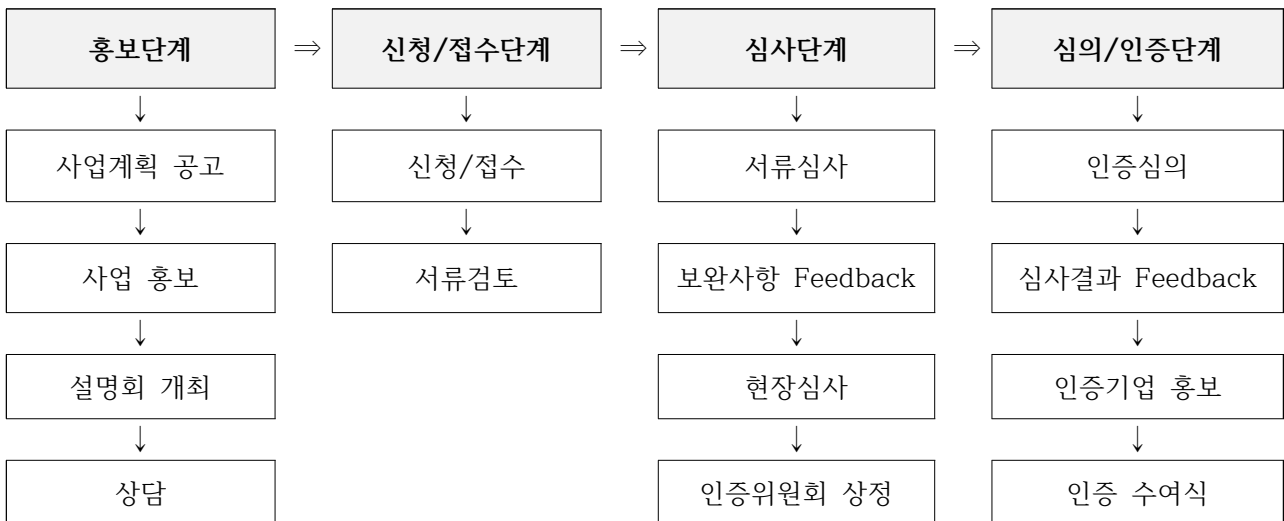 홍보단계 ⇒ 신청/접수단계 ⇒ 심사단계 ⇒ 심의/인증단계
↓ ↓ ↓ ↓
사업계획 공고 신청/접수 서류심사 인증심의
↓ ↓ ↓ ↓
사업 홍보 서류검토 보완사항 Feedback 심사결과 Feedback
↓ ↓ ↓
설명회 개최 현장심사 인증기업 홍보
↓ ↓ ↓
상담 인증위원회 상정 인증 수여식